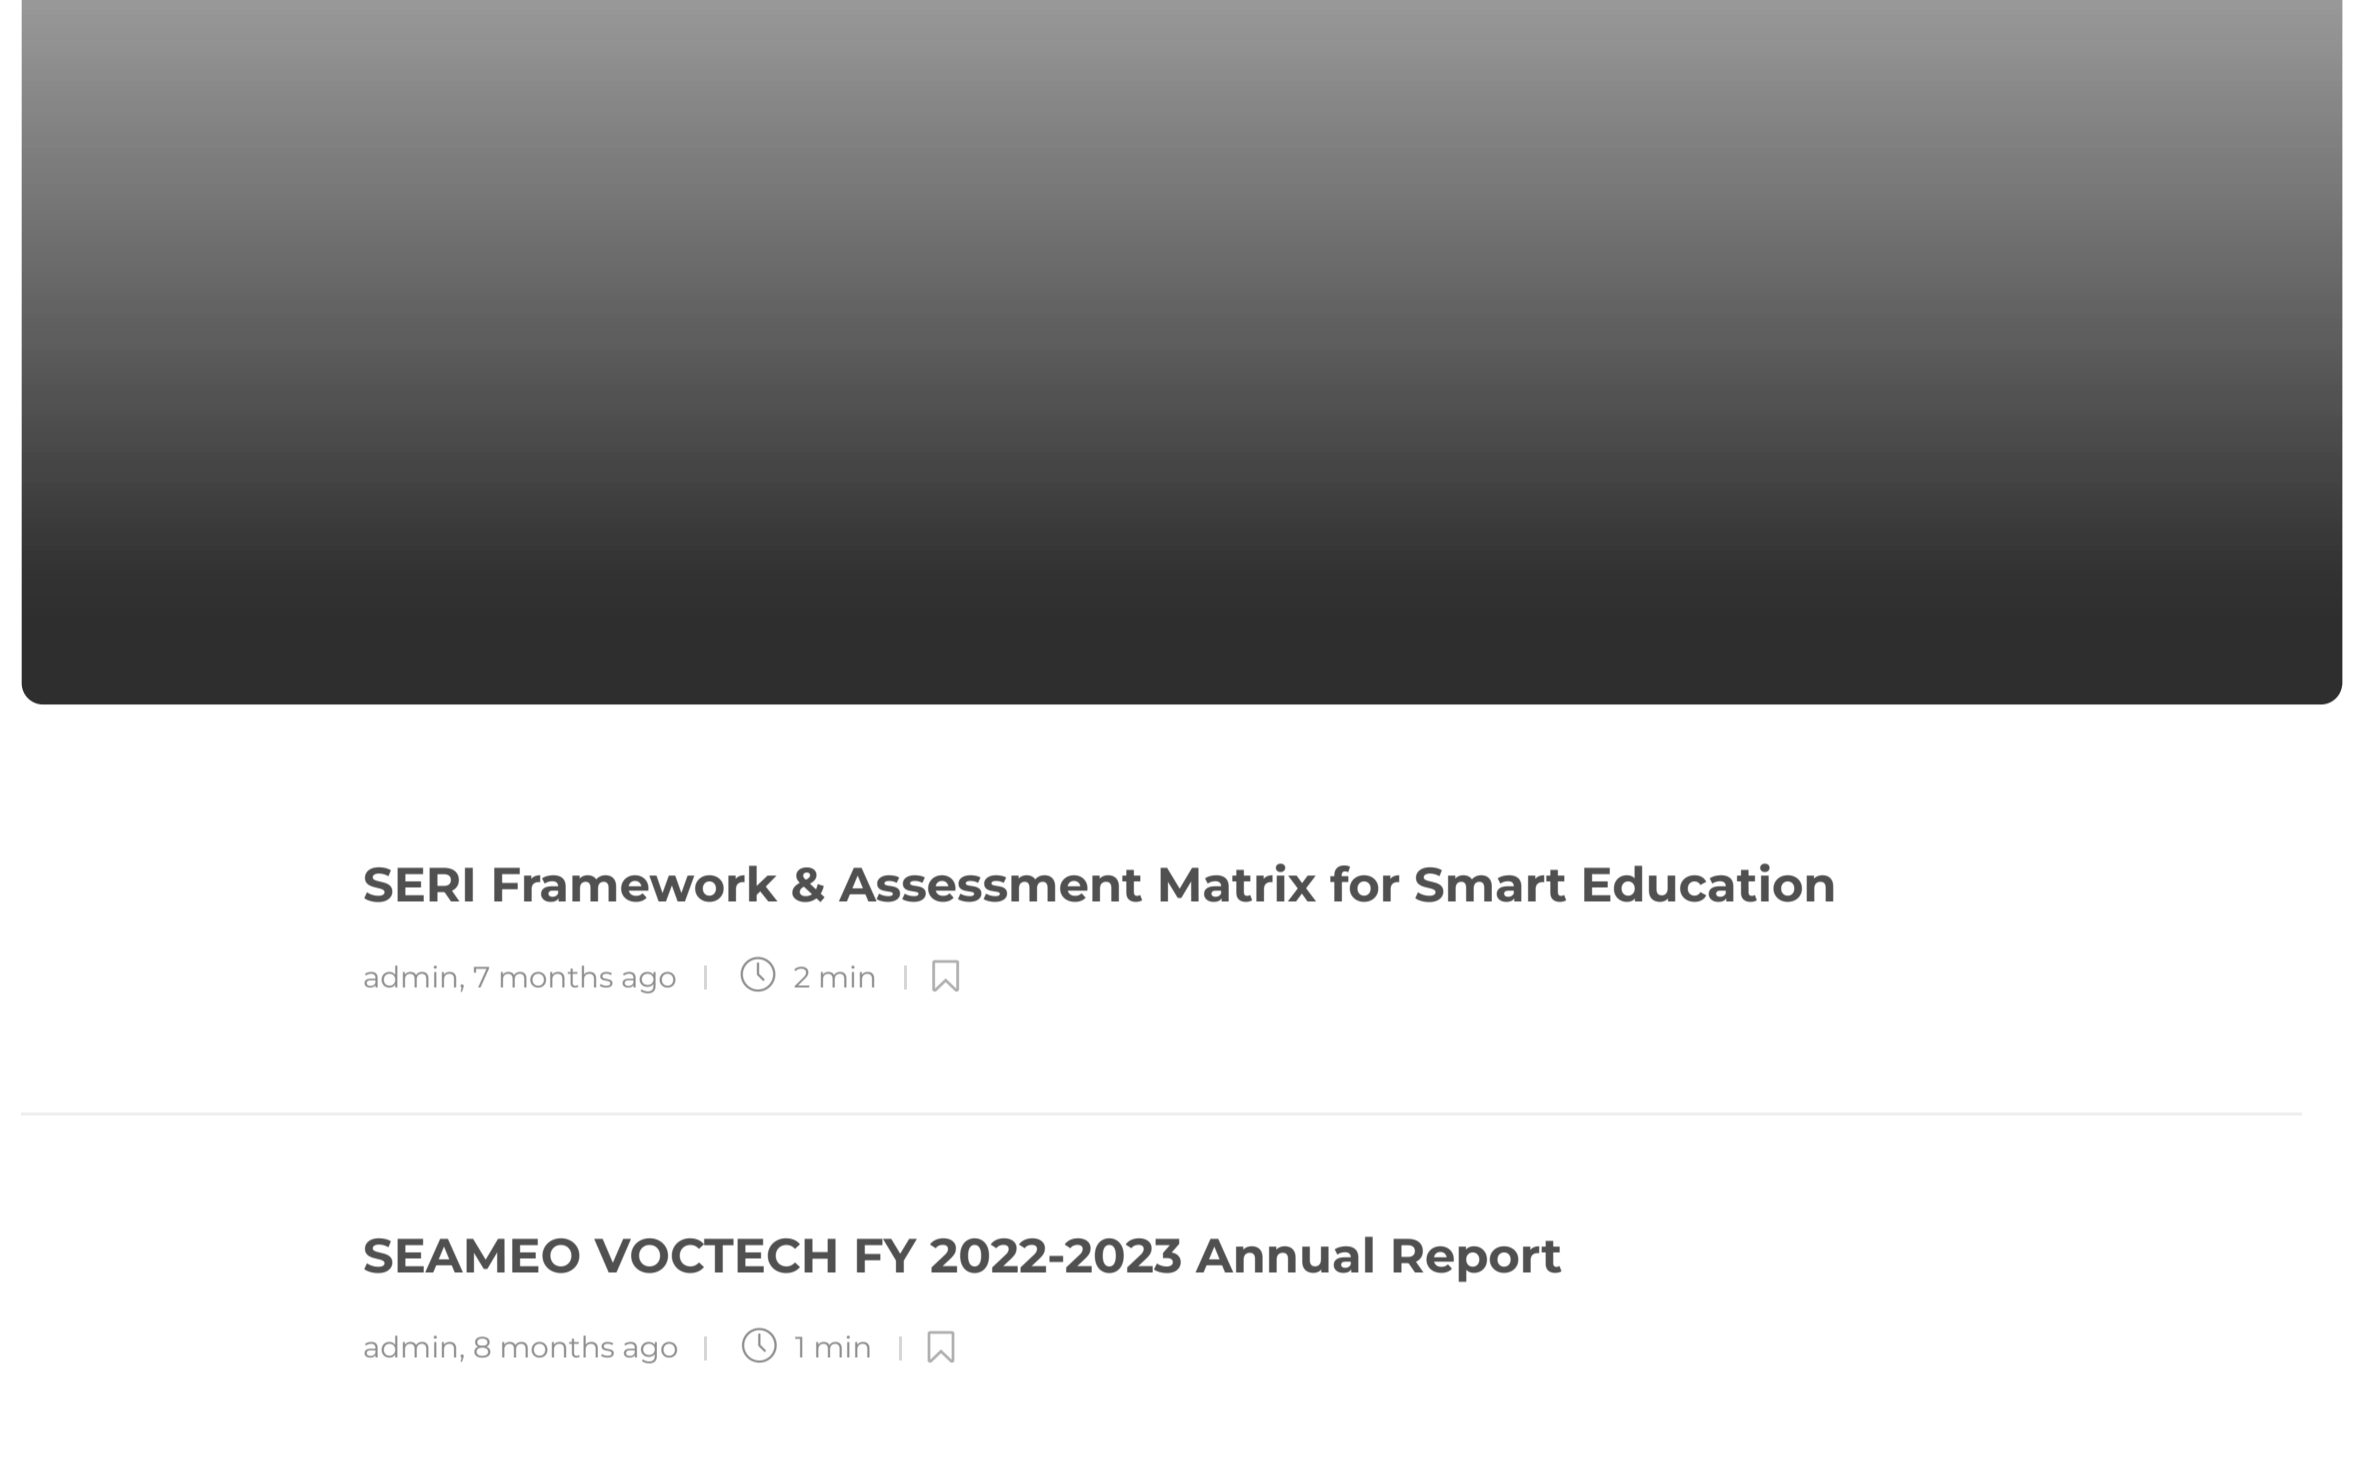 SERI Framework & Assessment Matrix for Smart Education
admin, 7 months ago | 2 min |
SEAMEO VOCTECH FY 2022-2023 Annual Report
admin, 8 months ago | 1 min |